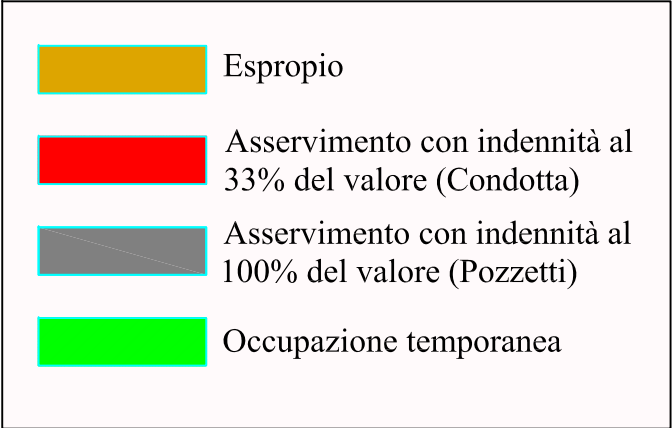 Espropio
Asservimento con indennità al
33% del valore (Condotta)
Asservimento con indennità al
100% del valore (Pozzetti)
Occupazione temporanea